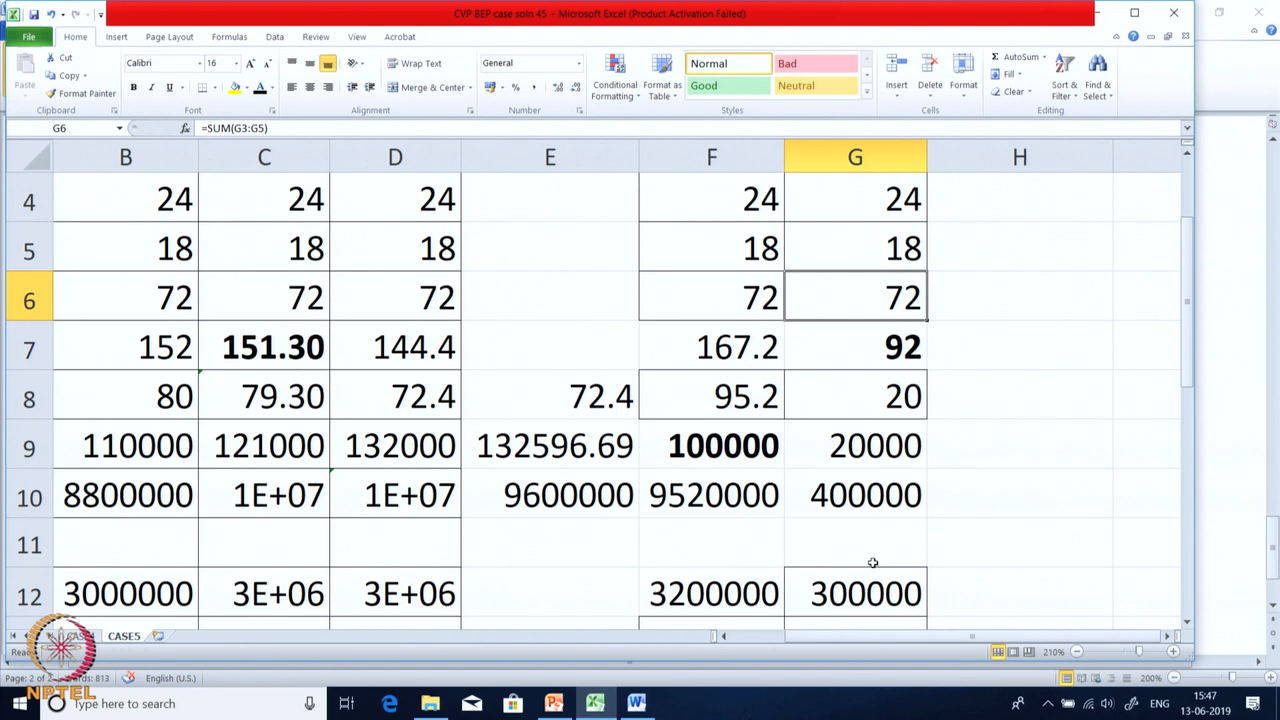 CVP BEP case soln 45 - Microsoft Excel (Product Activation Failed)
File Home Insert Page Layout Formulas Data Review View Acrobat
Cut
Copy
Format Painter
Paste
Clipboard
Calibri 16
B I U
Font
Wrap Text
Merge & Center
Alignment
General
Number
Conditional Formatting
Format as Table
Normal Bad
Good Neutral
Styles
Insert Delete Format
Cells
AutoSum
Fill
Clear
Sort & Filter
Find & Select
Editing
G6 fx =SUM(G3:G5)
B C D E F G H
4 24 24 24 24 24
5 18 18 18 18 18
6 72 72 72 72 72
7 152 151.30 144.4 167.2 92
8 80 79.30 72.4 72.4 95.2 20
9 110000 121000 132000 132596.69 100000 20000
10 8800000 1E+07 1E+07 9600000 9520000 400000
11
12 3000000 3E+06 3E+06 3200000 300000
CASE5
210%
813 English (U.S.) 200%
NPTEL
Type here to search
ENG
15:47
13-06-2019